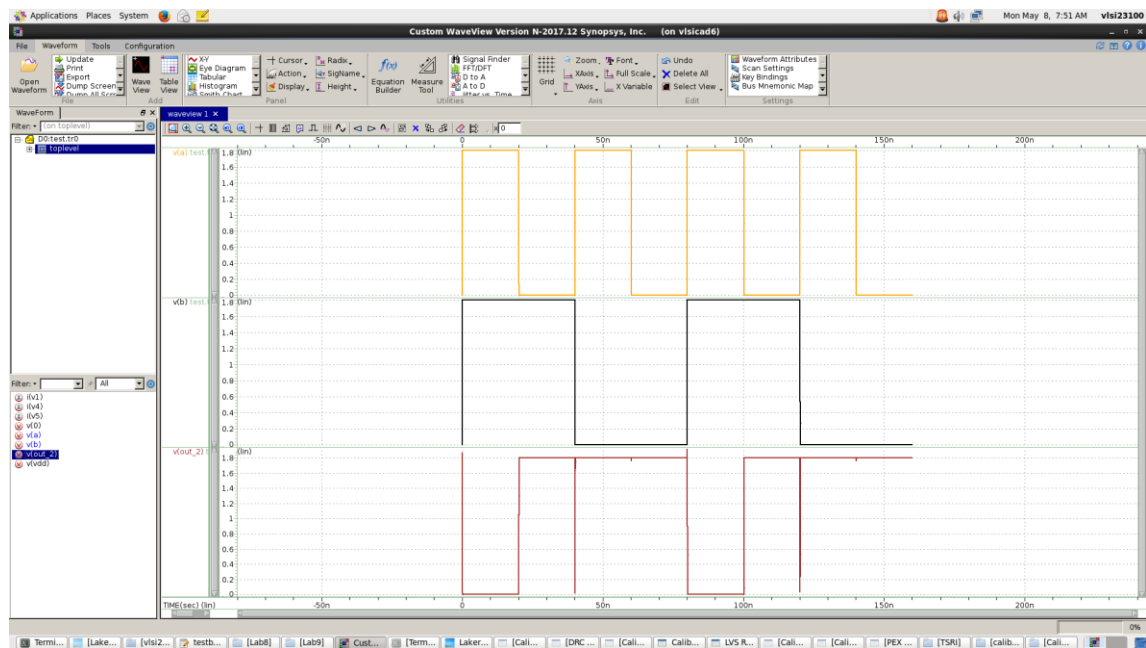 Applications Places System Mon May 8, 7:51 AM vlsi23100
Custom WaveView Version N-2017.12 Synopsys, Inc. (on vlsicad6)
File Waveform Tools Configuration
Open Waveform
Update
Print
Export
Dump Screen
File
Wave View
Table View
Add
X-Y
Eye Diagram
Tabular
Histogram
Smith Chart
Cursor
Action
Display
Radix
SigName
Height
Panel
f(x)
Equation Builder
Measure Tool
Signal Finder
FFT/DFT
D to A
A to D
Jitter vs. Time
Utilities
Grid
Zoom
XAxis
YAxis
Font
Full Scale
X Variable
Axis
Undo
Delete All
Select View
Edit
Waveform Attributes
Scan Settings
Key Bindings
Bus Mnemonic Map
Settings
WaveForm
waveview 1
Filter: (on toplevel)
D0:test.tr0
toplevel
-50n 0 50n 100n 150n 200n
v(a) test.
1.8 (lin)
1.6
1.4
1.2
1
0.8
0.6
0.4
0.2
0
v(b) test.
1.8 (lin)
1.6
1.4
1.2
1
0.8
0.6
0.4
0.2
0
v(out_2)
(lin)
1.8
1.6
1.4
1.2
1
0.8
0.6
0.4
0.2
0
TIME(sec) (lin) -50n 0 50n 100n 150n 200n
Filter: All
i(v1)
i(v4)
i(v5)
v(0)
v(a)
v(b)
v(out_2)
v(vdd)
0%
Termi... [Lake... [vlsi2... testb... [Lab8] [Lab9] Cust... [Term... Laker... [Cali... [DRC ... [Cali... Calib... LVS R... [Cali... [Cali... [PEX ... [TSRI] [calib... [Cali...